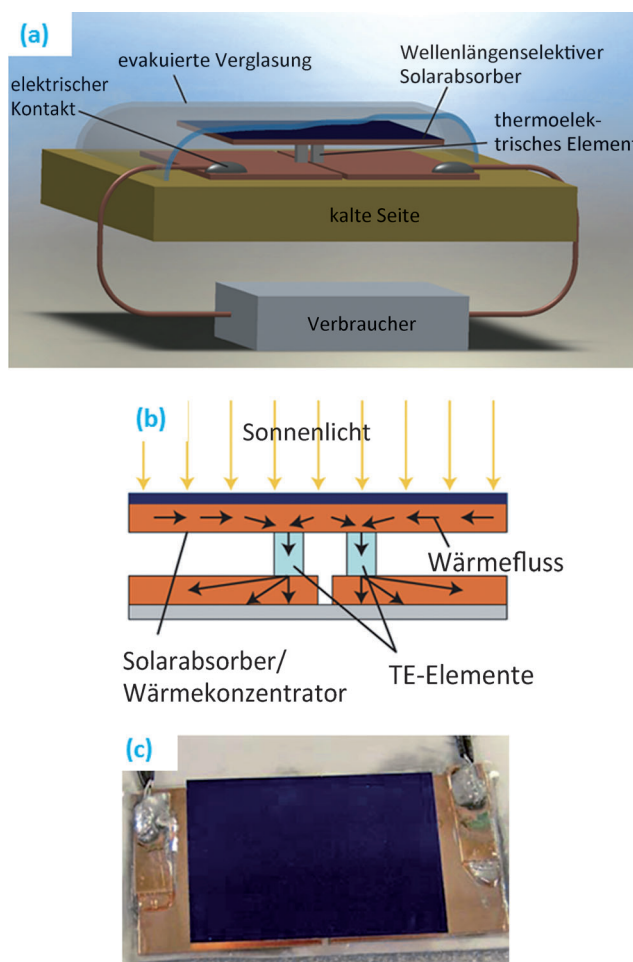 (a)
evakuierte Verglasung
Wellenlängenselektiver
Solarabsorber
elektrischer
Kontakt
thermoelek-
trisches Element
kalte Seite
Verbraucher
(b)
Sonnenlicht
Wärmefluss
Solarabsorber/
Wärmekonzentrator
TE-Elemente
(c)